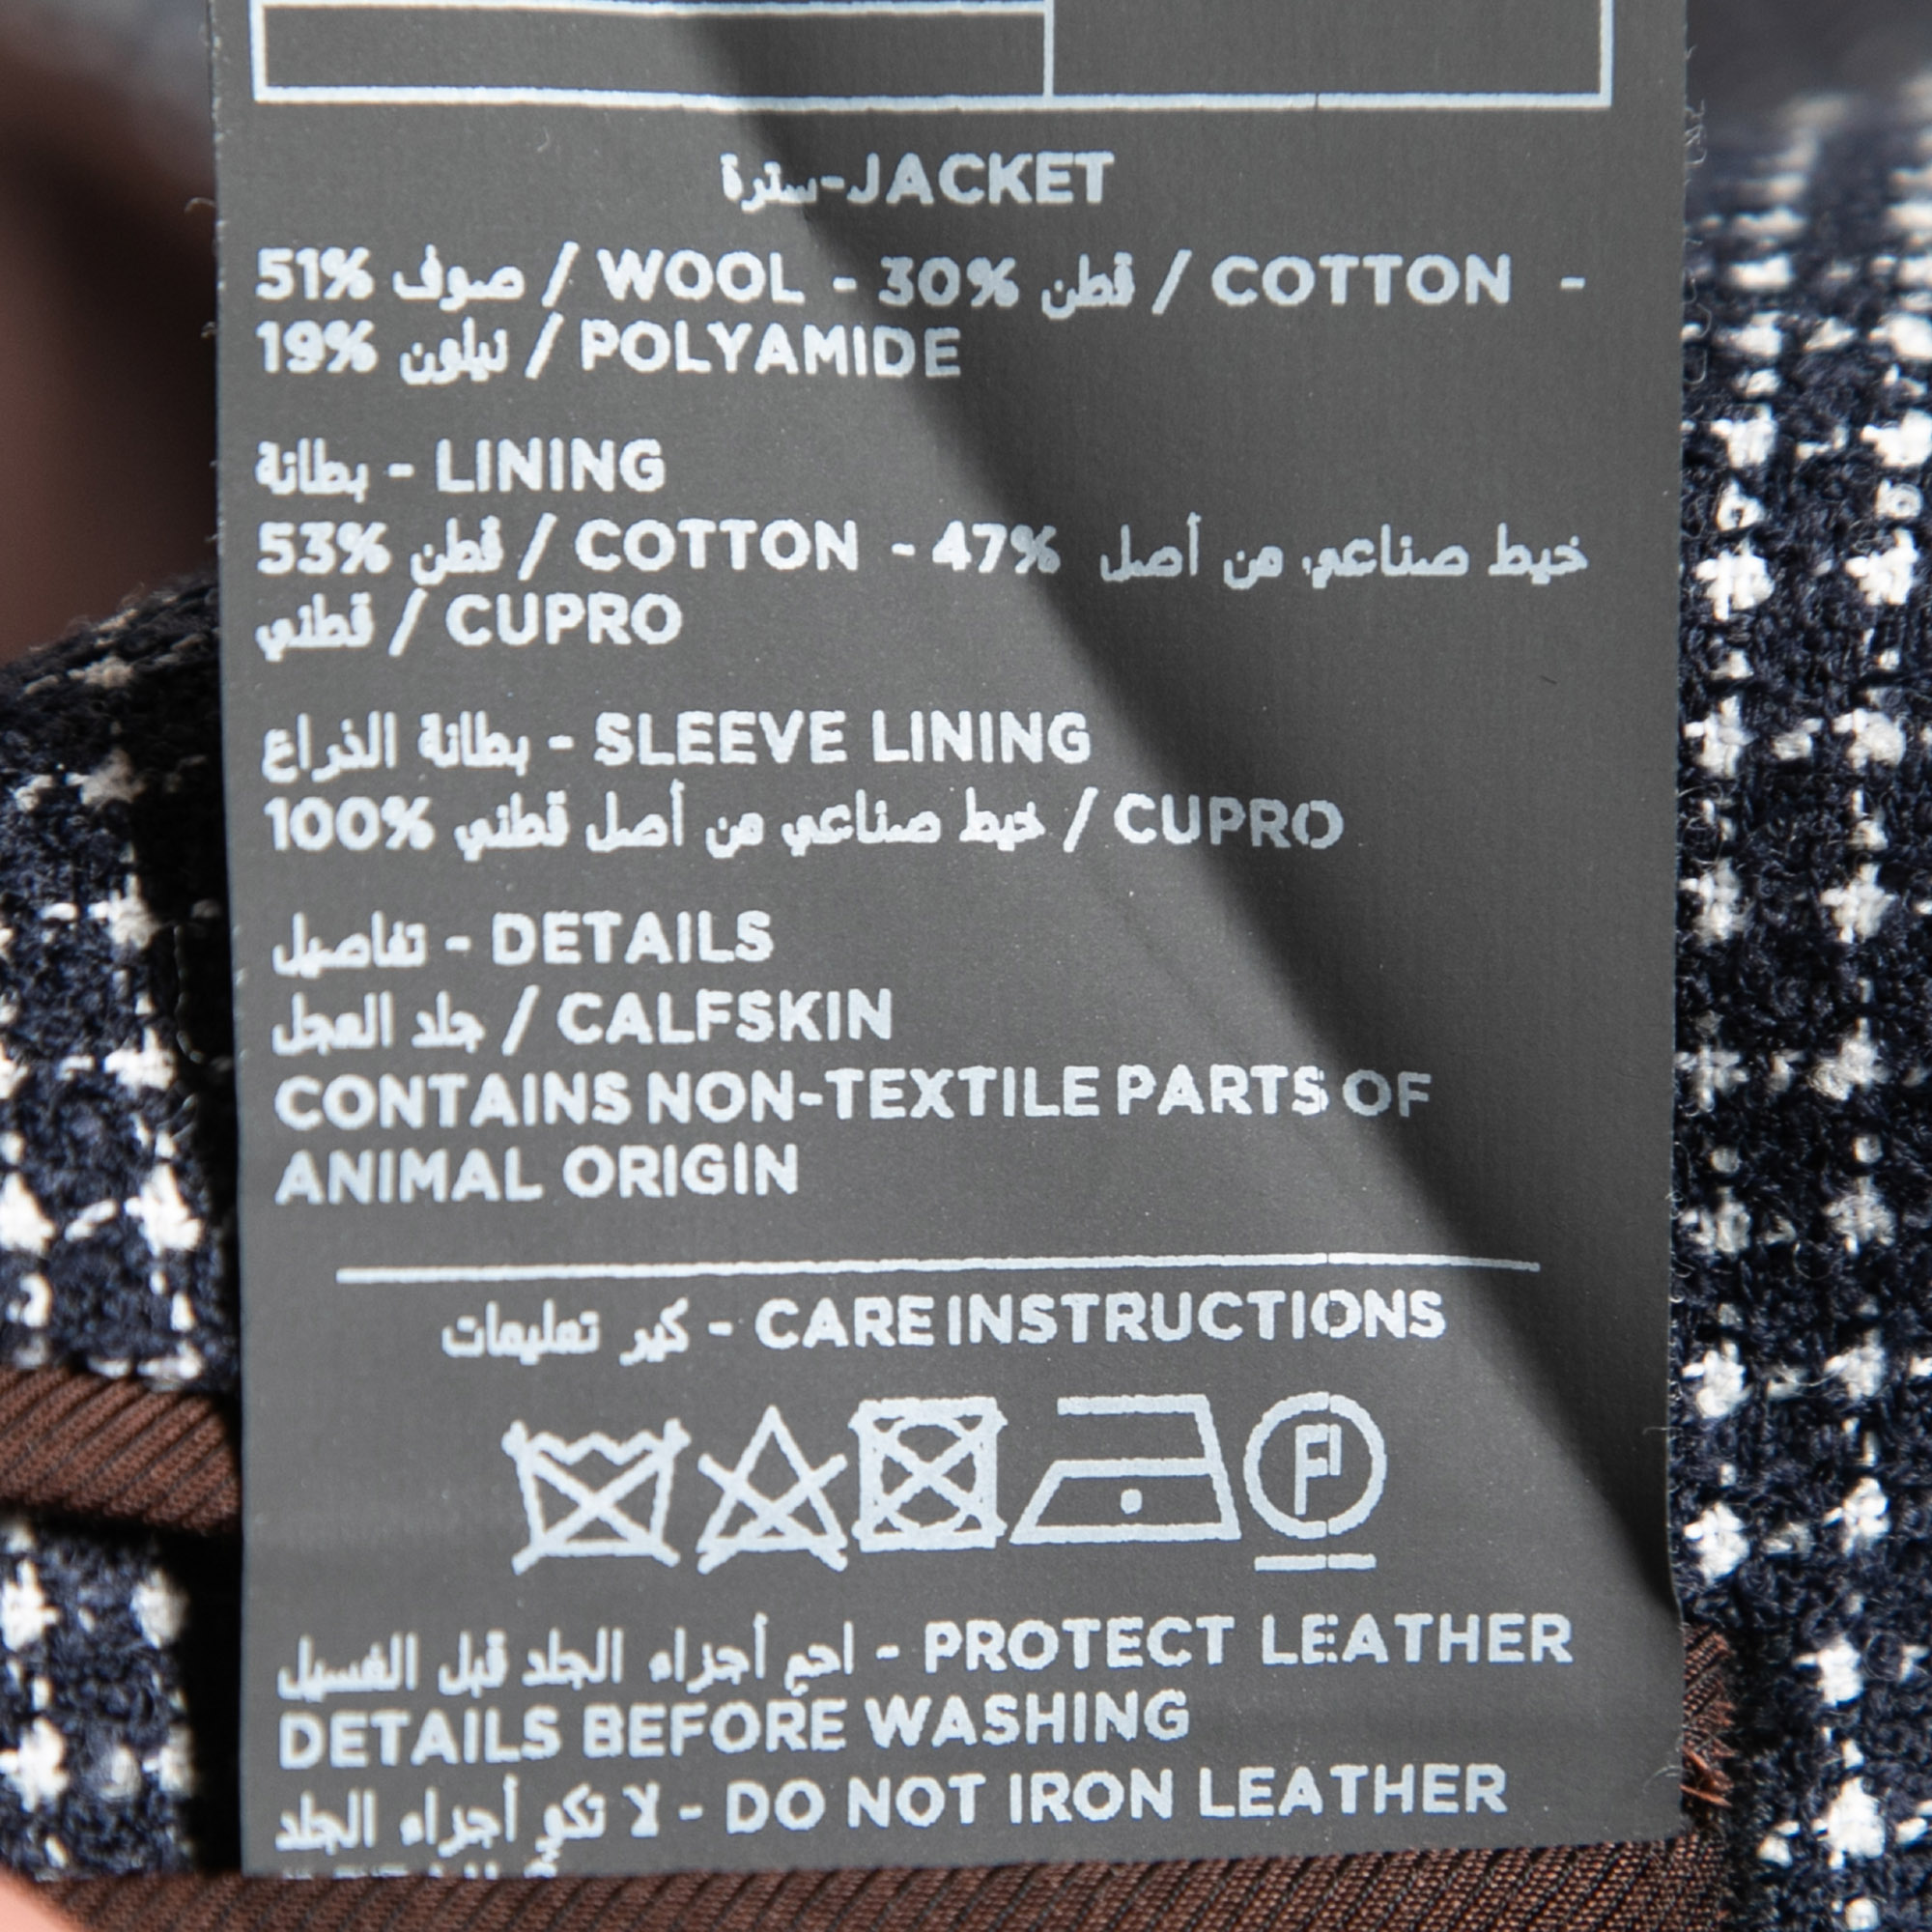 سترة-JACKET
51% صوف / WOOL - 30% قطن / COTTON -
19% نيلون / POLYAMIDE
بطانة - LINING
53% قطن / COTTON - 47% خيط صناعي من أصل
قطني / CUPRO
بطانة الذراع - SLEEVE LINING
100% خيط صناعي من أصل قطني / CUPRO
تفاصيل - DETAILS
جلد العجل / CALFSKIN
CONTAINS NON-TEXTILE PARTS OF
ANIMAL ORIGIN
كير تعليمات - CARE INSTRUCTIONS
F
احم أجزاء الجلد قبل الغسيل - PROTECT LEATHER
DETAILS BEFORE WASHING
لا تكو أجزاء الجلد - DO NOT IRON LEATHER